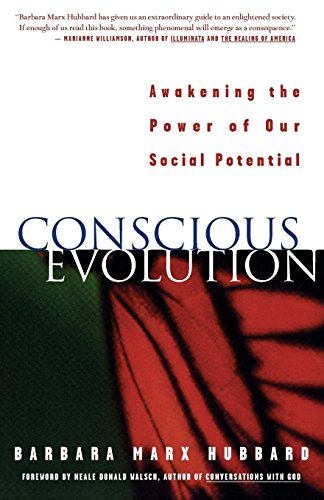 "Barbara Marx Hubbard has given us an extraordinary guide to an enlightened society.
If enough of us read this book, something phenomenal will emerge as a consequence."
— MARIANNE WILLIAMSON, AUTHOR OF ILLUMINATA AND THE HEALING OF AMERICA
Awakening the
Power of Our
Social Potential
CONSCIOUS
EVOLUTION
BARBARA MARX HUBBARD
FOREWORD BY NEALE DONALD WALSCH, AUTHOR OF CONVERSATIONS WITH GOD